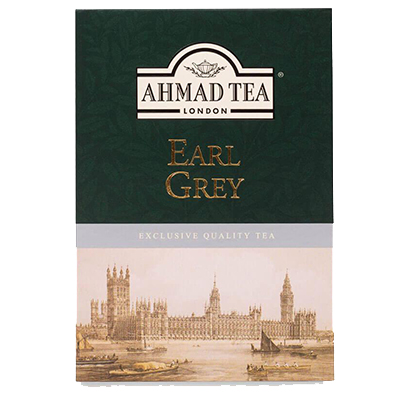 AHMAD TEA®
LONDON
EARL
GREY
EXCLUSIVE QUALITY TEA